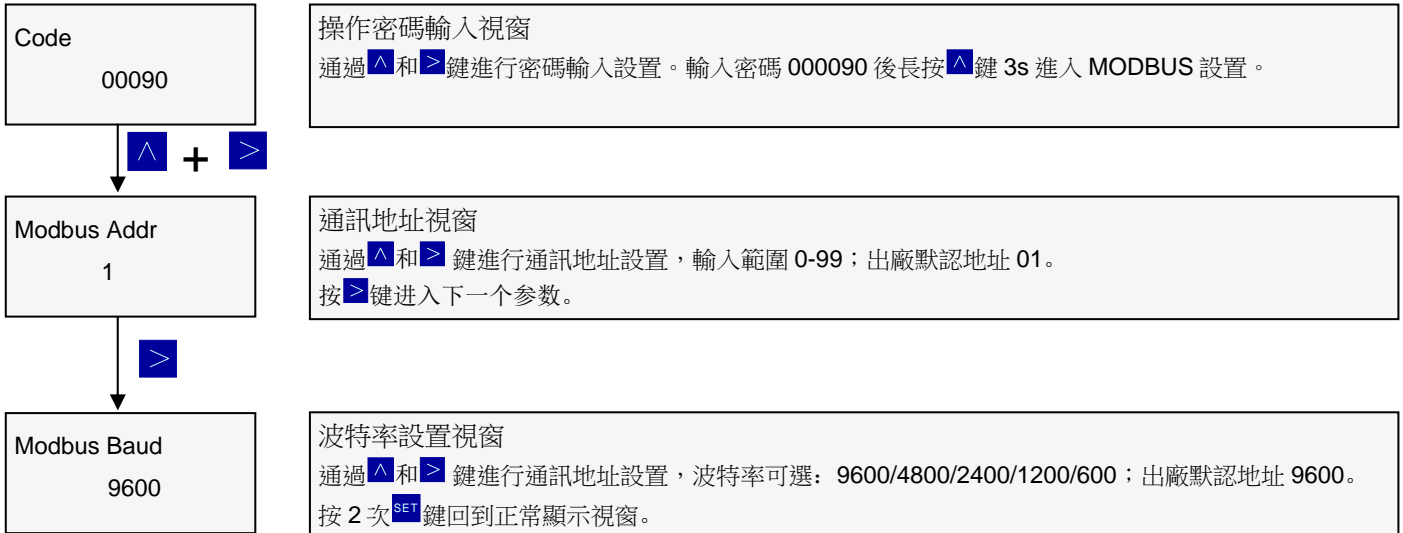 Code
00090
操作密碼輸入視窗
通過^和>鍵進行密碼輸入設置。輸入密碼 000090 後長按^鍵 3s 進入 MODBUS 設置。
^ + >
Modbus Addr
1
通訊地址視窗
通過^和> 鍵進行通訊地址設置，輸入範圍 0-99；出廠默認地址 01。
按>键进入下一个参数。
>
Modbus Baud
9600
波特率設置視窗
通過^和> 鍵進行通訊地址設置，波特率可選：9600/4800/2400/1200/600；出廠默認地址 9600。
按 2 次SET鍵回到正常顯示視窗。